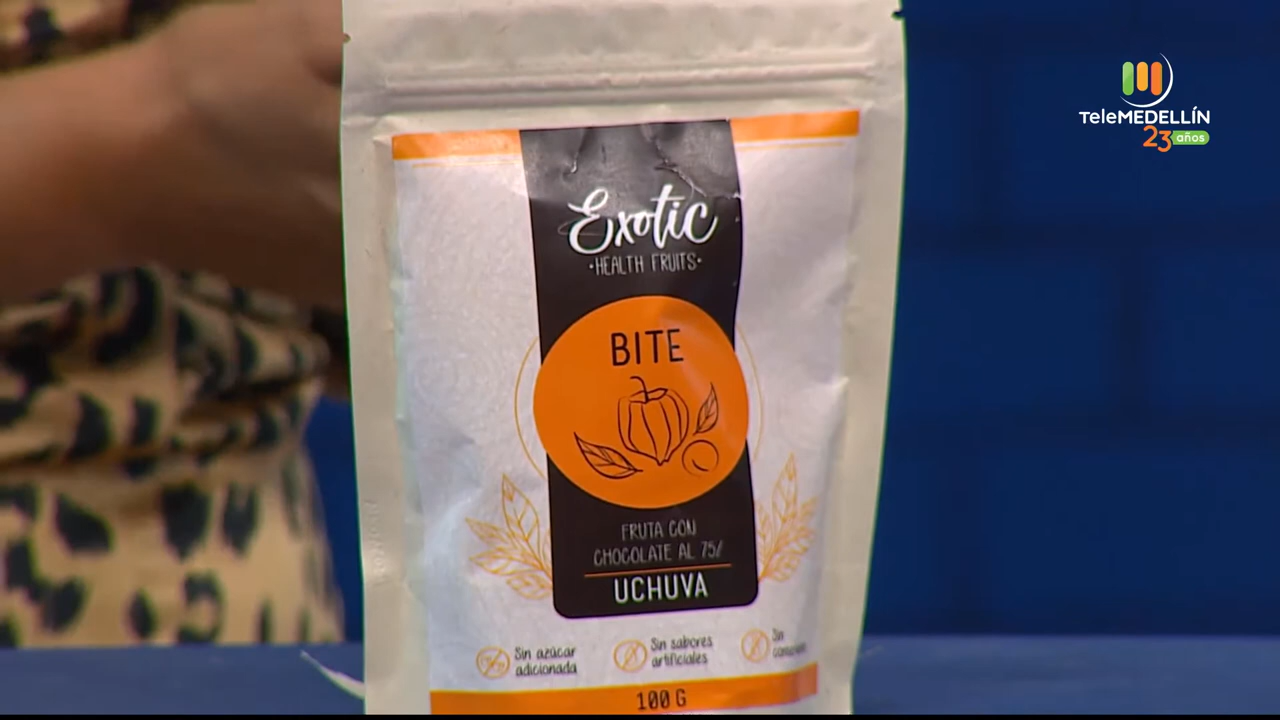 TeleMEDELLÍN
23 años
Exotic
·HEALTH FRUITS·
BITE
FRUTA CON
CHOCOLATE AL 75/
UCHUVA
Sin azúcar
adicionada
Sin sabores
artificiales
Sin
100 G